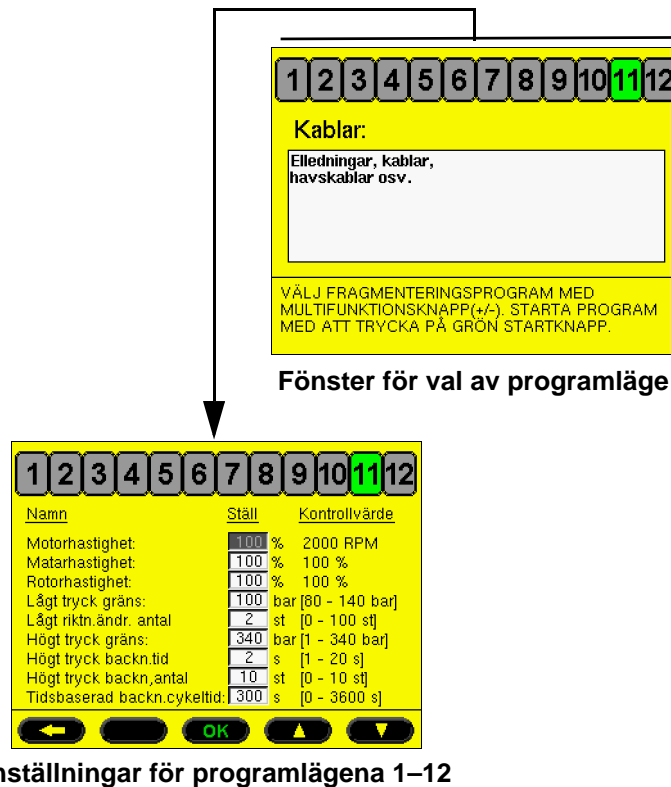 1 2 3 4 5 6 7 8 9 10 11 12
Kablar:
Elledningar, kablar,
havskablar osv.
VÄLJ FRAGMENTERINGSPROGRAM MED
MULTIFUNKTIONSKNAPP(+/-). STARTA PROGRAM
MED ATT TRYCKA PÅ GRÖN STARTKNAPP.
Fönster för val av programläge
1 2 3 4 5 6 7 8 9 10 11 12
Namn Ställ Kontrollvärde
Motorhastighet: 100 % 2000 RPM
Matarhastighet: 100 % 100 %
Rotorhastighet: 100 % 100 %
Lågt tryck gräns: 100 bar [80 - 140 bar]
Lågt riktn.ändr. antal 2 st [0 - 100 st]
Högt tryck gräns: 340 bar [1 - 340 bar]
Högt tryck backn.tid 2 s [1 - 20 s]
Högt tryck backn,antal 10 st [0 - 10 st]
Tidsbaserad backn.cykeltid: 300 s [0 - 3600 s]
OK
nställningar för programlägena 1–12